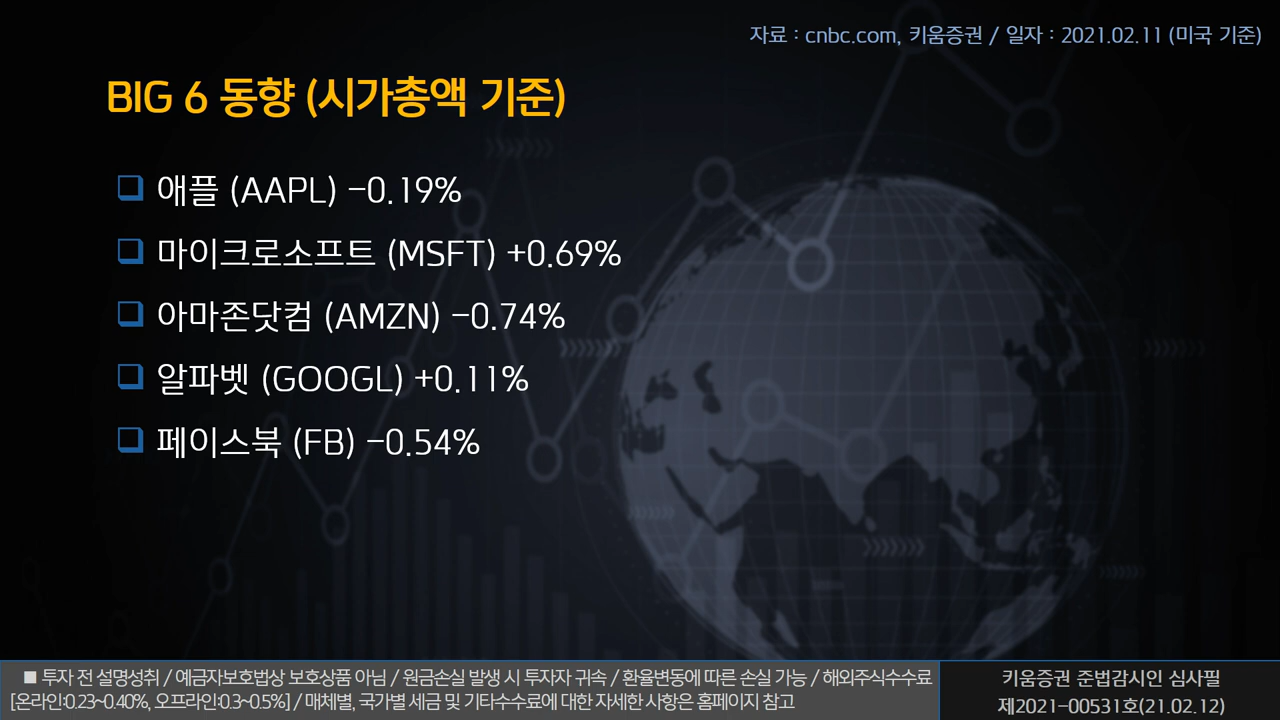 자료 : cnbc.com, 키움증권 / 일자 : 2021.02.11 (미국 기준)
BIG 6 동향 (시가총액 기준)
❑ 애플 (AAPL) -0.19%
❑ 마이크로소프트 (MSFT) +0.69%
❑ 아마존닷컴 (AMZN) -0.74%
❑ 알파벳 (GOOGL) +0.11%
❑ 페이스북 (FB) -0.54%
■ 투자 전 설명성취 / 예금자보호법상 보호상품 아님 / 원금손실 발생 시 투자자 귀속 / 환율변동에 따른 손실 가능 / 해외주식수수료
[온라인:0.23~0.40%, 오프라인:0.3~0.5%] / 매체별, 국가별 세금 및 기타수수료에 대한 자세한 사항은 홈페이지 참고
키움증권 준법감시인 심사필
제2021-00531호(21.02.12)